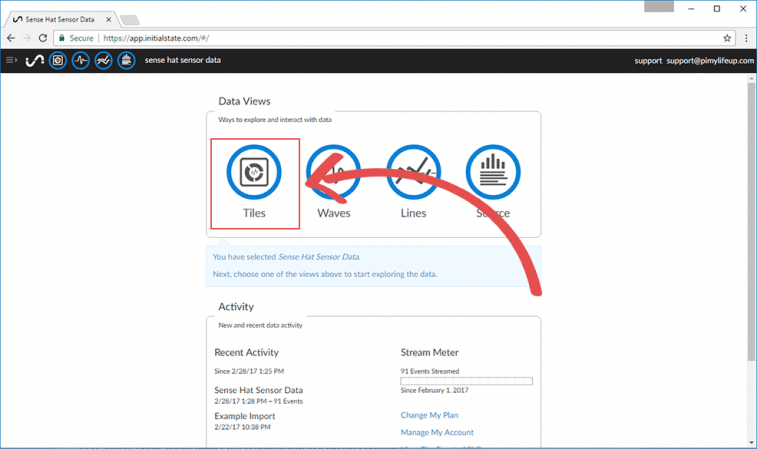 Sense Hat Sensor Data
Secure https://app.initialstate.com/#/
sense hat sensor data
support support@pimylifeup.com
Data Views
Ways to explore and interact with data
Tiles Waves Lines Source
You have selected Sense Hat Sensor Data.
Next, choose one of the views above to start exploring the data.
Activity
New and recent data activity
Recent Activity
Since 2/28/17 1:25 PM
Sense Hat Sensor Data
2/28/17 1:28 PM ~ 91 Events
Example Import
2/22/17 10:38 PM
Stream Meter
91 Events Streamed
Since February 1, 2017
Change My Plan
Manage My Account